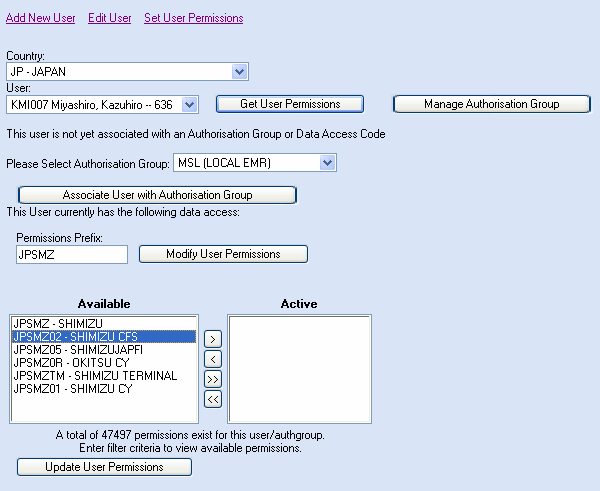 Add New User Edit User Set User Permissions
Country:
JP - JAPAN
User:
KMI007 Miyashiro, Kazuhiro -- 636 Get User Permissions Manage Authorisation Group
This user is not yet associated with an Authorisation Group or Data Access Code
Please Select Authorisation Group: MSL (LOCAL EMR)
Associate User with Authorisation Group
This User currently has the following data access:
Permissions Prefix:
JPSMZ Modify User Permissions
Available Active
JPSMZ - SHIMIZU
JPSMZ02 - SHIMIZU CFS
JPSMZ05 - SHIMIZUJAPFI
JPSMZ0R - OKITSU CY
JPSMZTM - SHIMIZU TERMINAL
JPSMZ01 - SHIMIZU CY
>
<
>>
<<
A total of 47497 permissions exist for this user/authgroup.
Enter filter criteria to view available permissions.
Update User Permissions